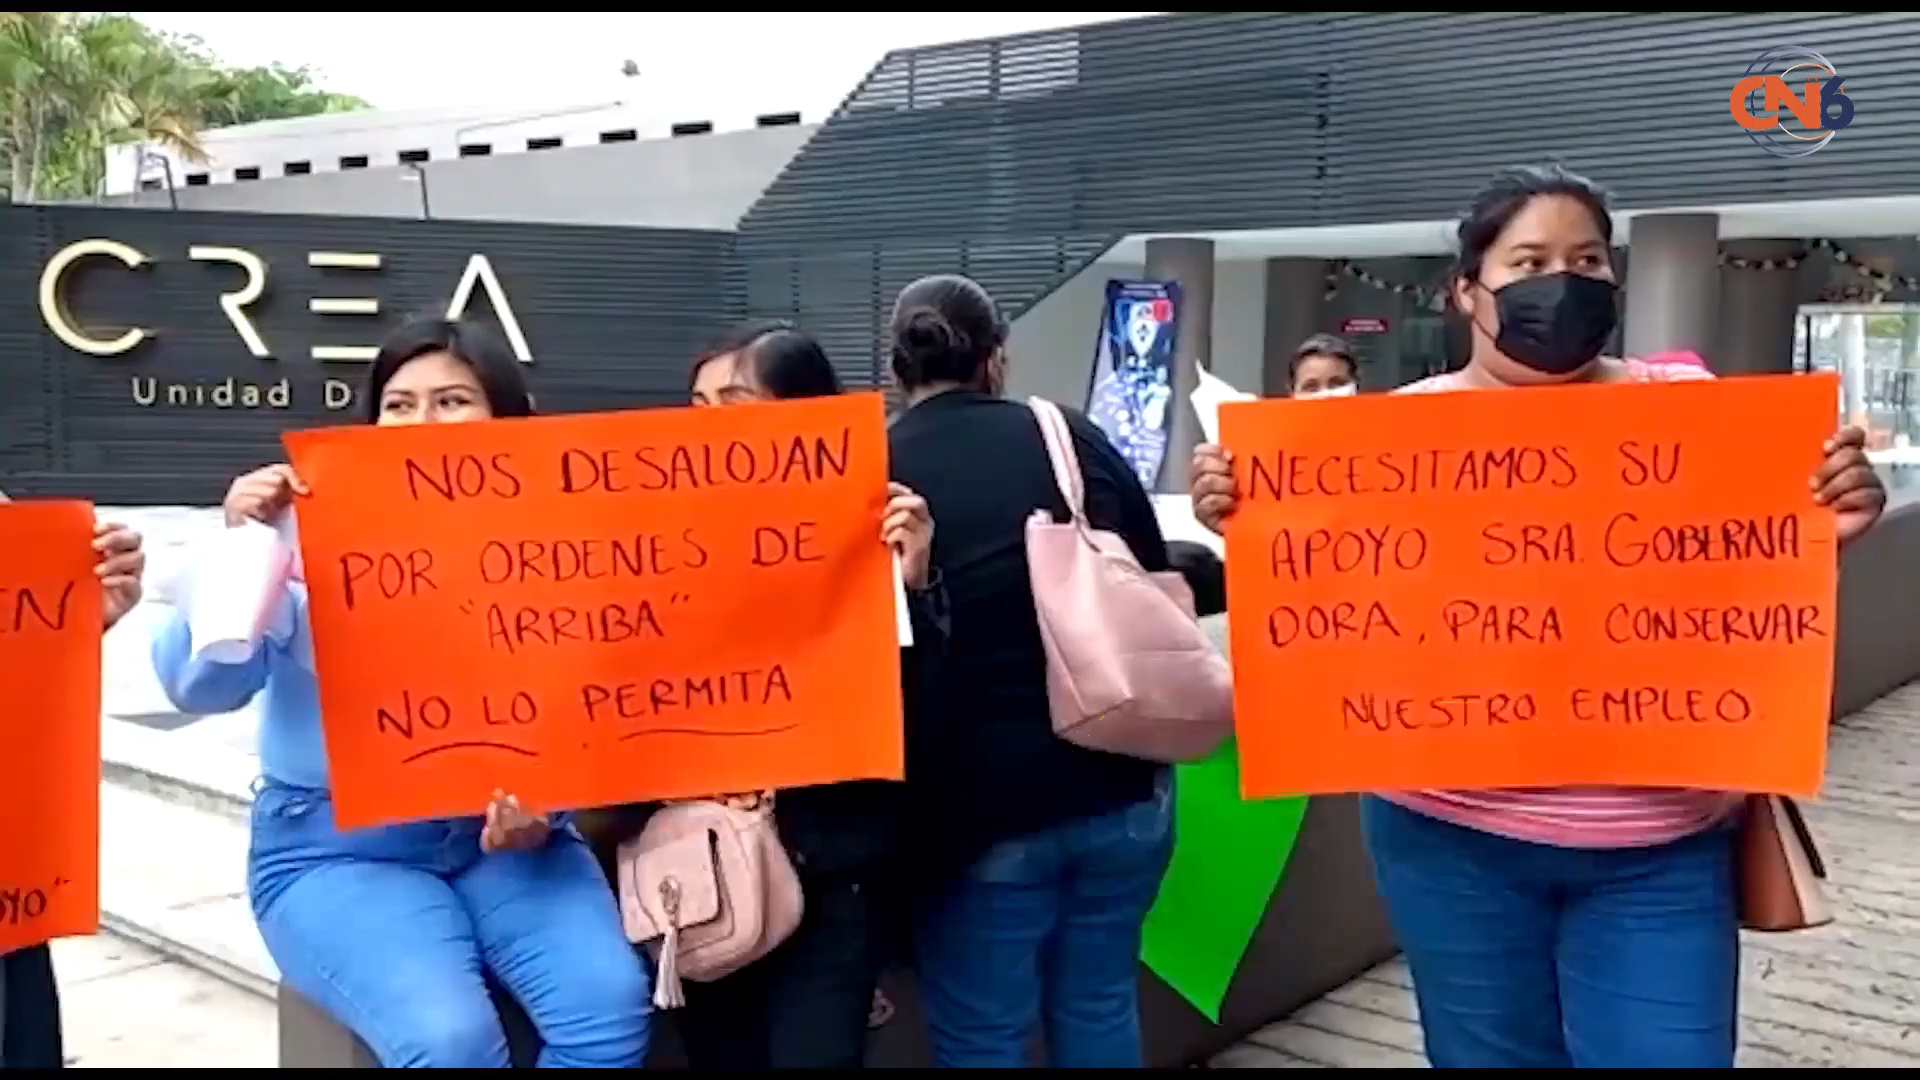 CN6
CREA
Unidad D
EN
OYO"
NOS DESALOJAN
POR ORDENES DE
"ARRIBA"
NO LO PERMITA
NECESITAMOS SU
APOYO SRA. GOBERNA-
DORA, PARA CONSERVAR
NUESTRO EMPLEO.